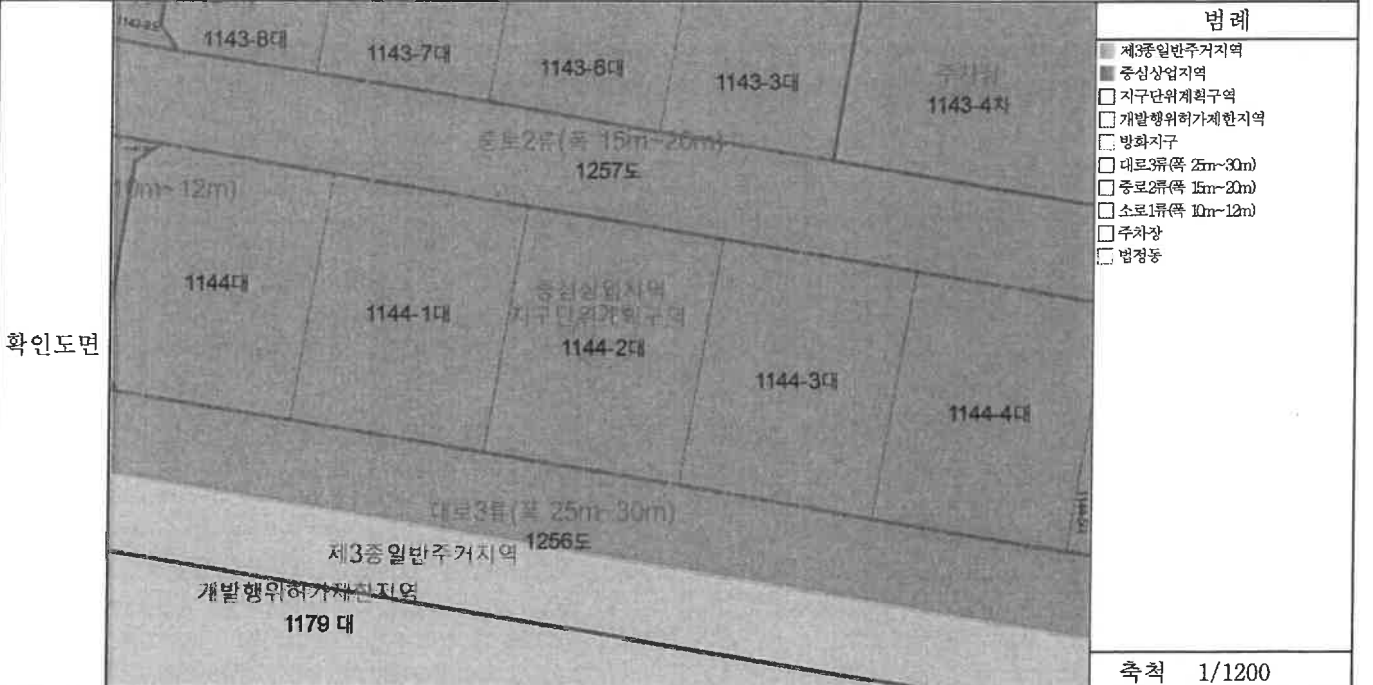 범례
제3종일반주거지역
중심상업지역
지구단위계획구역
개발행위허가제한지역
방화지구
대로3류(폭 25m~30m)
중로2류(폭 15m~20m)
소로1류(폭 10m~12m)
주차장
법정동
확인도면
1143-8대
1143-7대
1143-6대
1143-3대
주차장
1143-4차
중로2류(폭 15m~20m)
1257도
10m~12m)
1144대
1144-1대
중심상업지역
지구단위계획구역
1144-2대
1144-3대
1144-4대
대로3류(폭 25m~30m)
1256도
제3종일반주거지역
개발행위허가제한지역
1179 대
축척 1/1200